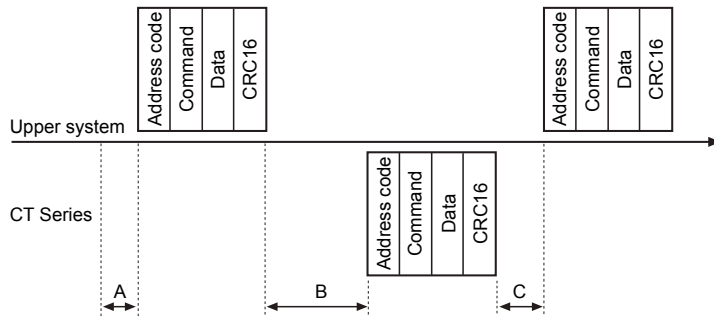 Address code
Command
Data
CRC16
Address code
Command
Data
CRC16
Upper system
CT Series
Address code
Command
Data
CRC16
A
B
C